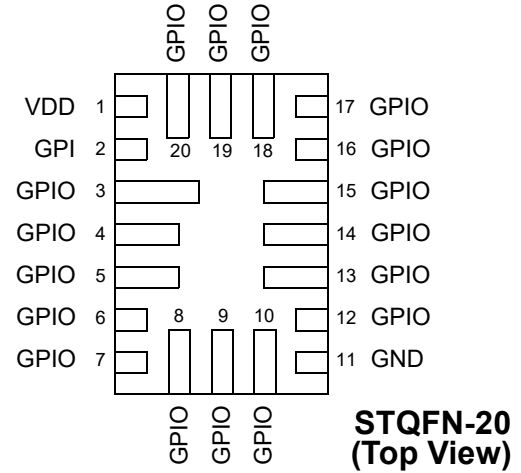 GPIO GPIO GPIO
VDD 1 17 GPIO
GPI 2 20 19 18 16 GPIO
GPIO 3 15 GPIO
GPIO 4 14 GPIO
GPIO 5 13 GPIO
GPIO 6 8 9 10 12 GPIO
GPIO 7 11 GND
GPIO GPIO GPIO
STQFN-20
(Top View)